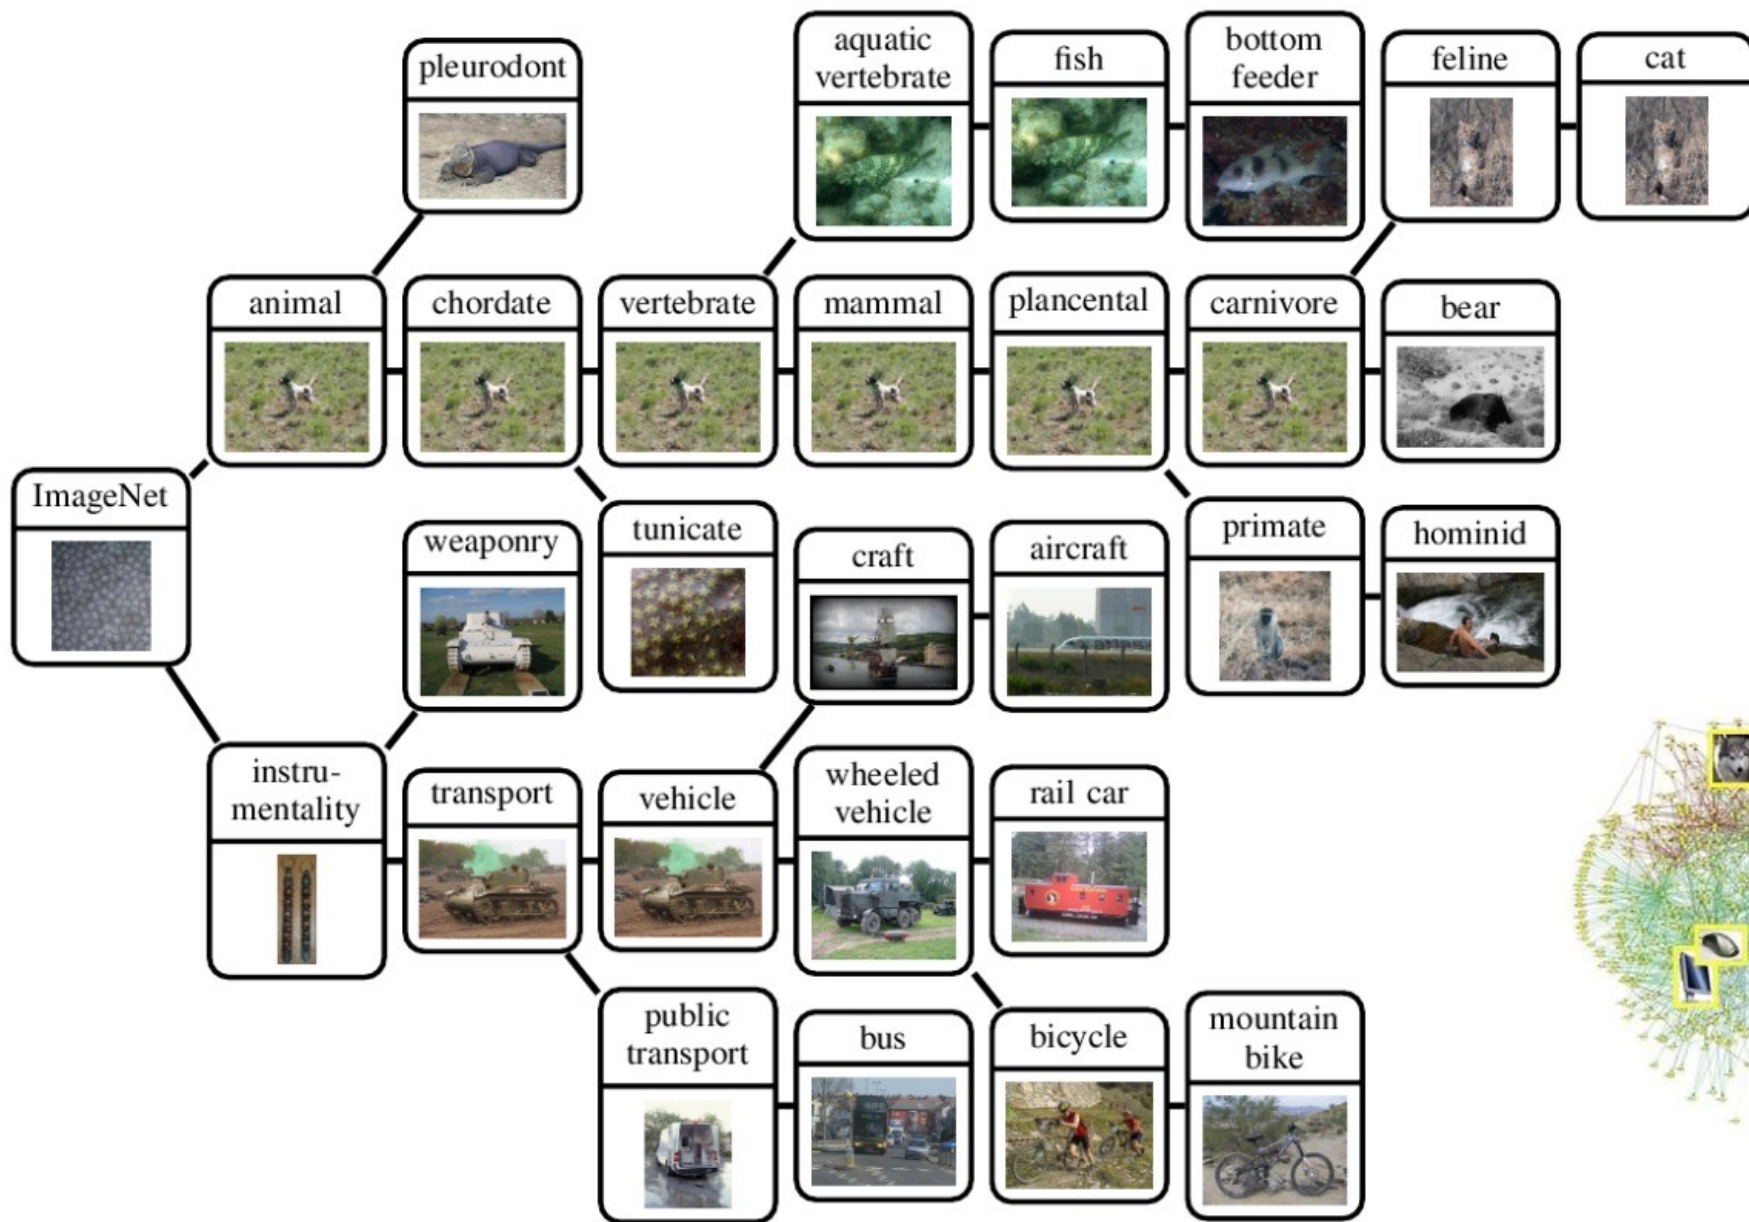 aquatic
vertebrate
fish
bottom
feeder
feline
cat
pleurodont
animal
chordate
vertebrate
mammal
plancental
carnivore
bear
ImageNet
weaponry
tunicate
craft
aircraft
primate
hominid
instru-
mentality
transport
vehicle
wheeled
vehicle
rail car
public
transport
bus
bicycle
mountain
bike